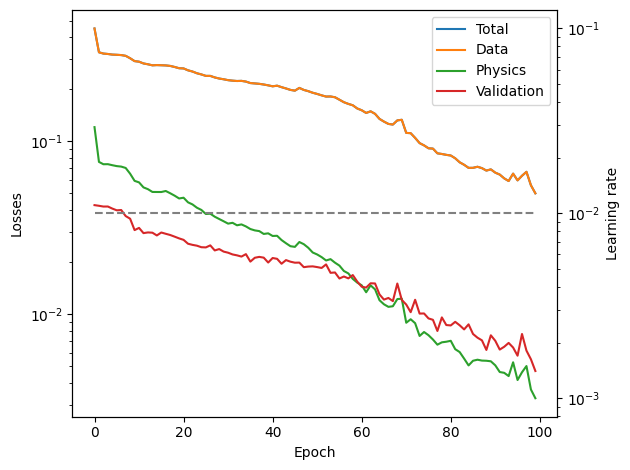 Total
Data
Physics
Validation
Losses
10⁻¹
10⁻²
10⁻¹
10⁻²
10⁻³
Learning rate
0 20 40 60 80 100
Epoch